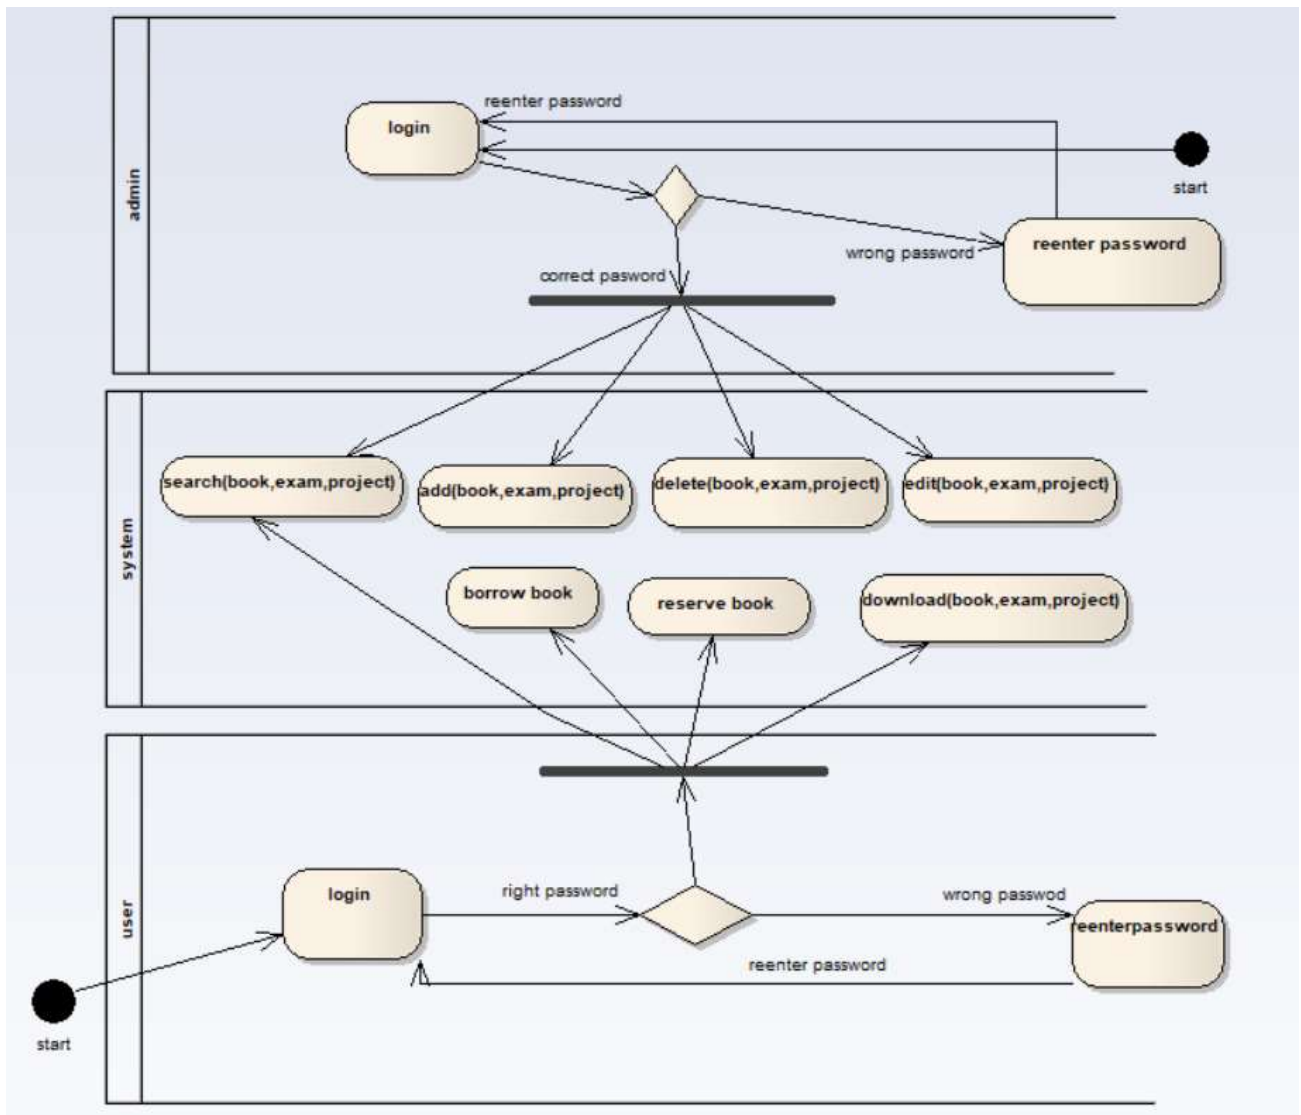 admin
reenter password
login
start
reenter password
wrong password
correct pasword
system
search(book,exam,project)
add(book,exam,project)
delete(book,exam,project)
edit(book,exam,project)
borrow book
reserve book
download(book,exam,project)
user
login
right password
wrong passwod
reenterpassword
reenter password
start